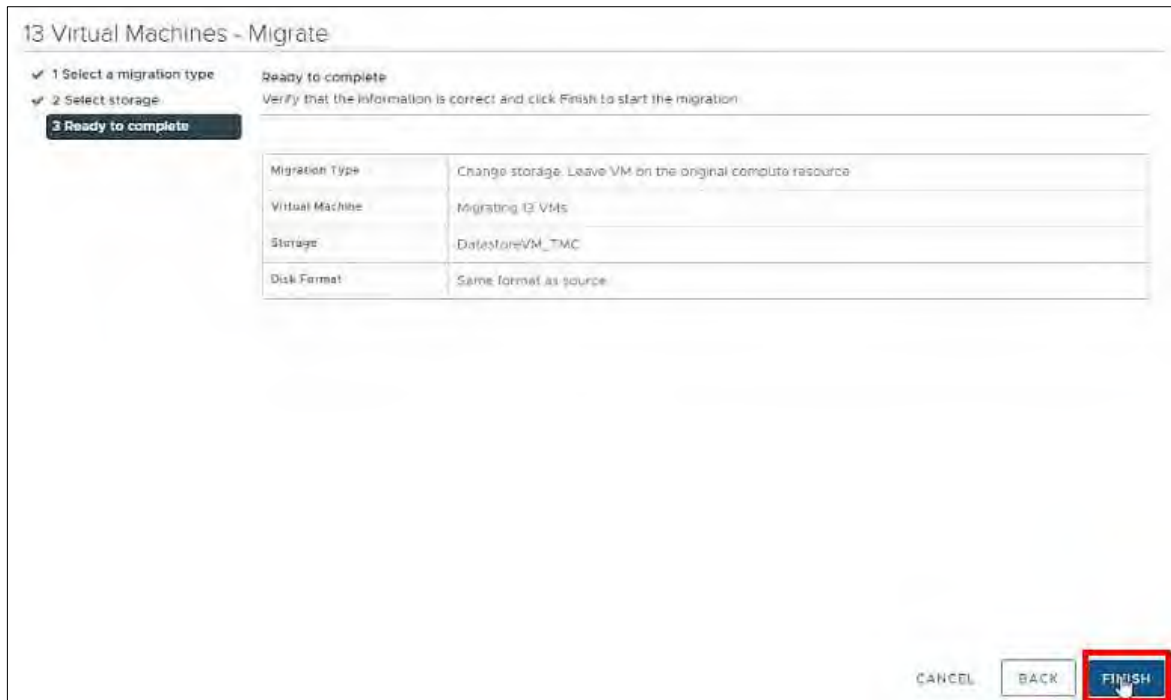 13 Virtual Machines - Migrate
✓ 1 Select a migration type
✓ 2 Select storage
3 Ready to complete
Ready to complete
Verify that the information is correct and click Finish to start the migration.
Migration Type Change storage. Leave VM on the original compute resource
Virtual Machine Migrating 13 VMs
Storage DatastoreVM_TMC
Disk Format Same format as source
CANCEL BACK FINISH